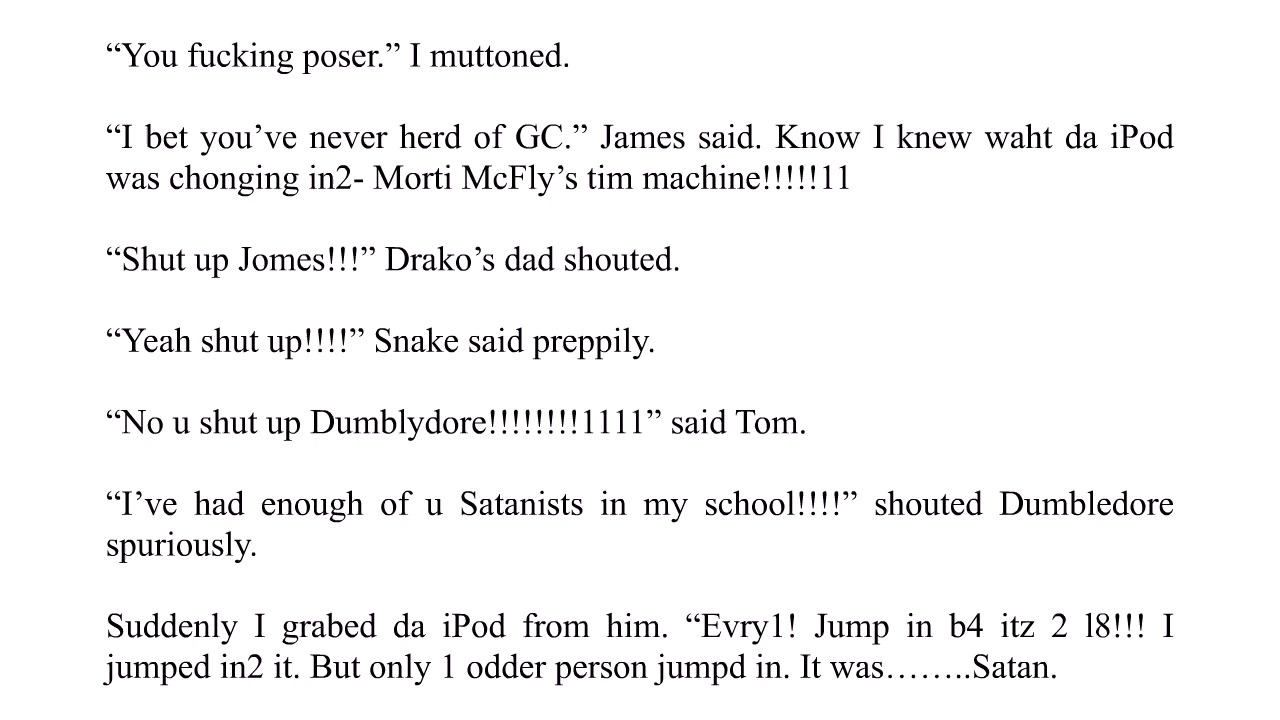 “You fucking poser.” I muttoned.
“I bet you’ve never herd of GC.” James said. Know I knew waht da iPod
was chonging in2- Morti McFly’s tim machine!!!!!11
“Shut up Jomes!!!” Drako’s dad shouted.
“Yeah shut up!!!!” Snake said preppily.
“No u shut up Dumblydore!!!!!!!!1111” said Tom.
“I’ve had enough of u Satanists in my school!!!!” shouted Dumbledore
spuriously.
Suddenly I grabed da iPod from him. “Evry1! Jump in b4 itz 2 l8!!! I
jumped in2 it. But only 1 odder person jumpd in. It was……..Satan.